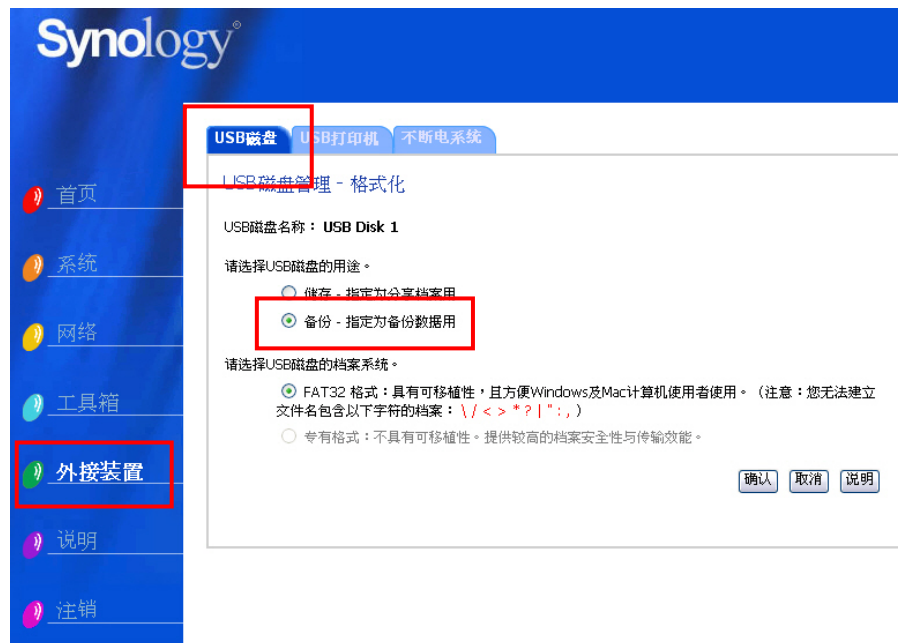 Synology®
USB磁盘 USB打印机 不断电系统
USB磁盘管理 - 格式化
USB磁盘名称：USB Disk 1
请选择USB磁盘的用途。
储存 - 指定为分享档案用
备份 - 指定为备份数据用
请选择USB磁盘的档案系统。
FAT32 格式：具有可移植性，且方便Windows及Mac计算机使用者使用。（注意：您无法建立
文件名包含以下字符的档案：\ / < > * ? | " : , ）
专有格式：不具有可移植性。提供较高的档案安全性与传输效能。
确认 取消 说明
首页
系统
网络
工具箱
外接装置
说明
注销